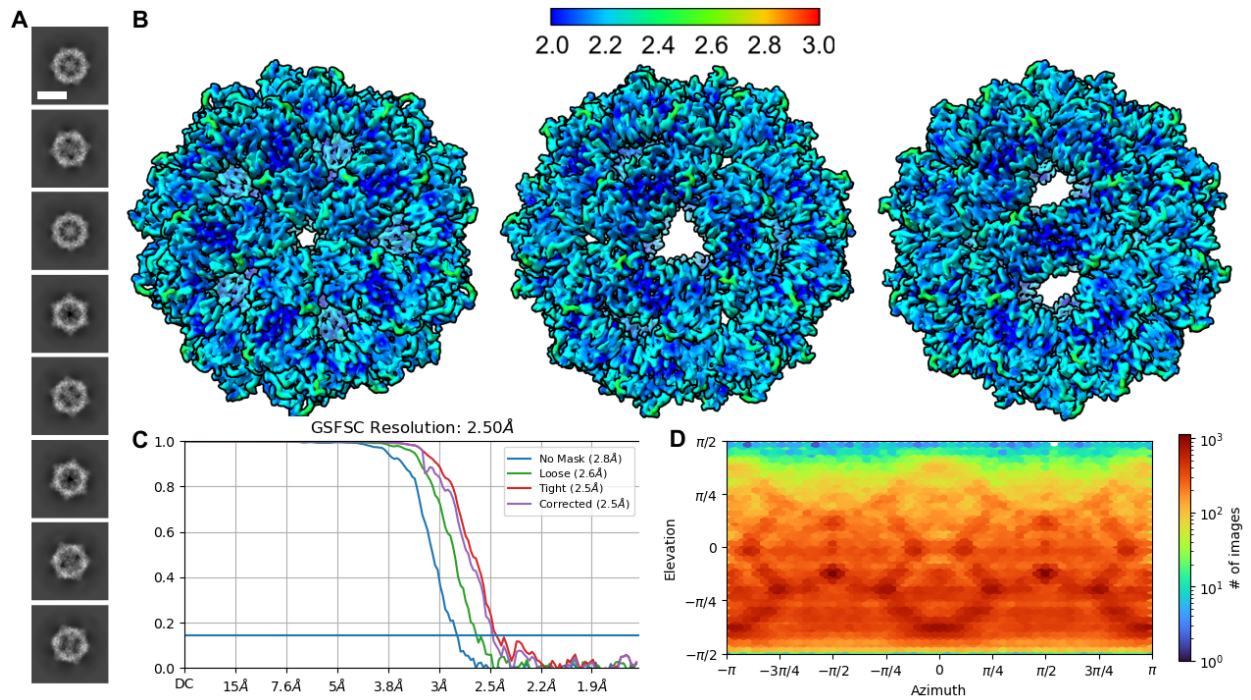 A
B
2.0 2.2 2.4 2.6 2.8 3.0
C
GSFSC Resolution: 2.50Å
1.0
0.8
0.6
0.4
0.2
0.0
No Mask (2.8Å)
Loose (2.6Å)
Tight (2.5Å)
Corrected (2.5Å)
DC 15Å 7.6Å 5Å 3.8Å 3Å 2.5Å 2.2Å 1.9Å
D
π/2
π/4
0
−π/4
−π/2
Elevation
−π −3π/4 −π/2 −π/4 0 π/4 π/2 3π/4 π
Azimuth
10³
10²
10¹
10⁰
# of images